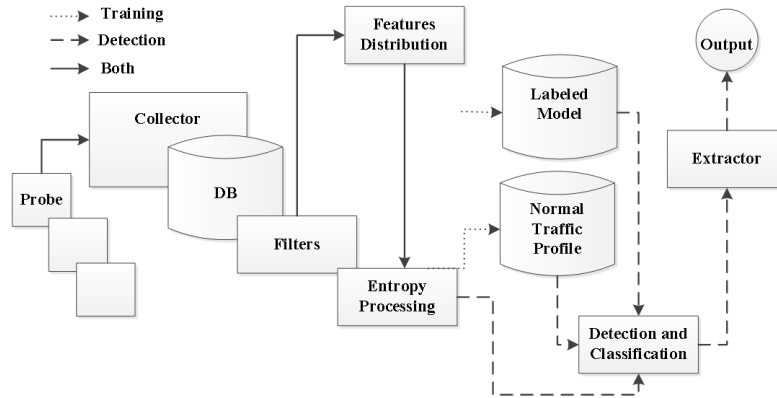 Training
Detection
Both
Features
Distribution
Output
Collector
Labeled
Model
Extractor
Probe
DB
Normal
Traffic
Profile
Filters
Entropy
Processing
Detection and
Classification